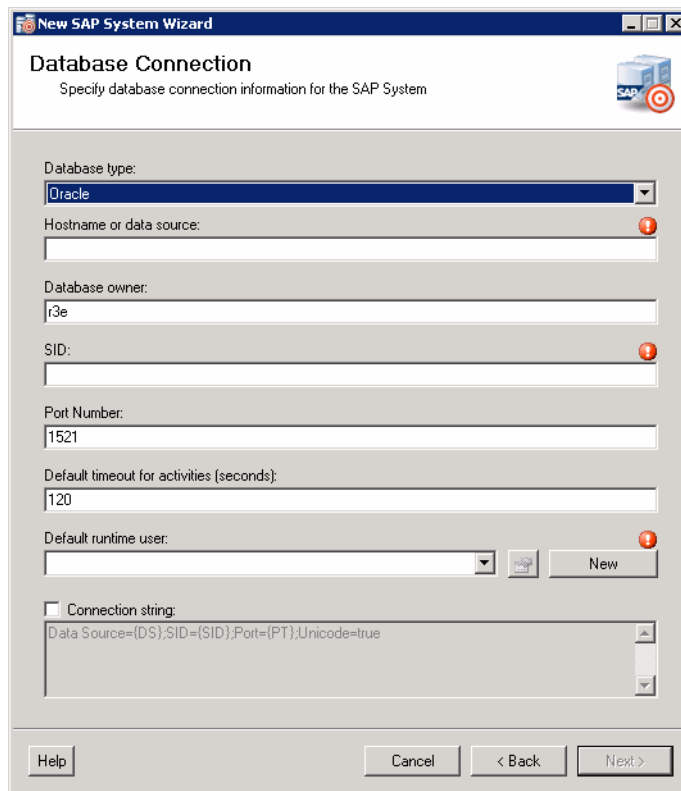 New SAP System Wizard
Database Connection
Specify database connection information for the SAP System
SAP
Database type:
Oracle
Hostname or data source:
Database owner:
r3e
SID:
Port Number:
1521
Default timeout for activities (seconds):
120
Default runtime user:
New
Connection string:
Data Source={DS};SID={SID};Port={PT};Unicode=true
Help
Cancel
< Back
Next >